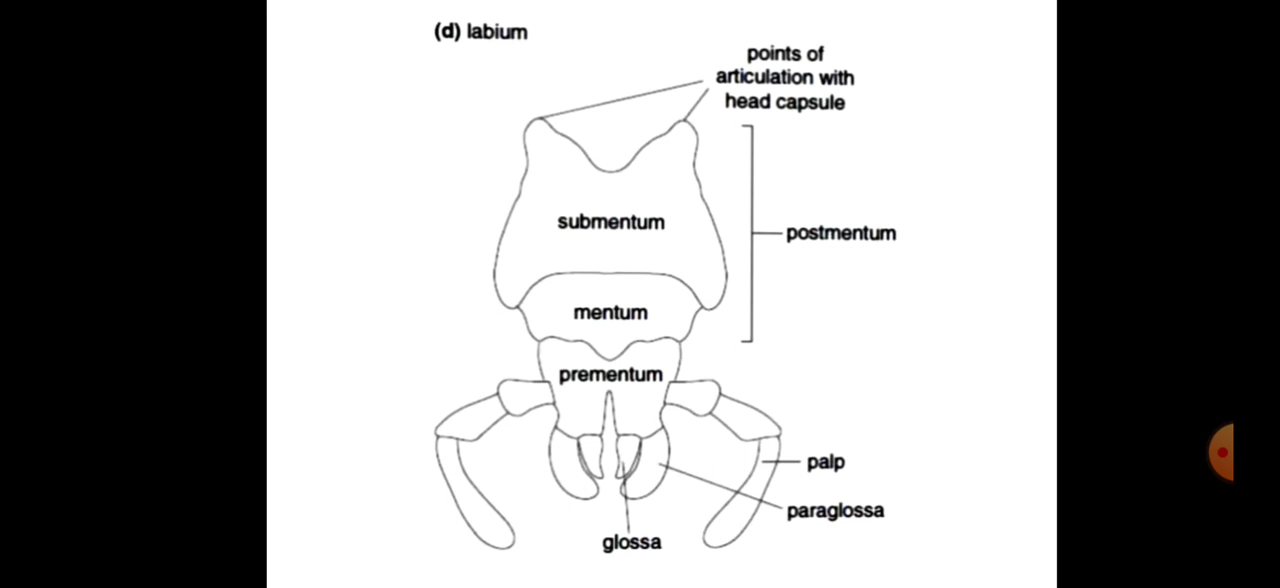 (d) labium
points of
articulation with
head capsule
submentum
postmentum
mentum
prementum
palp
paraglossa
glossa